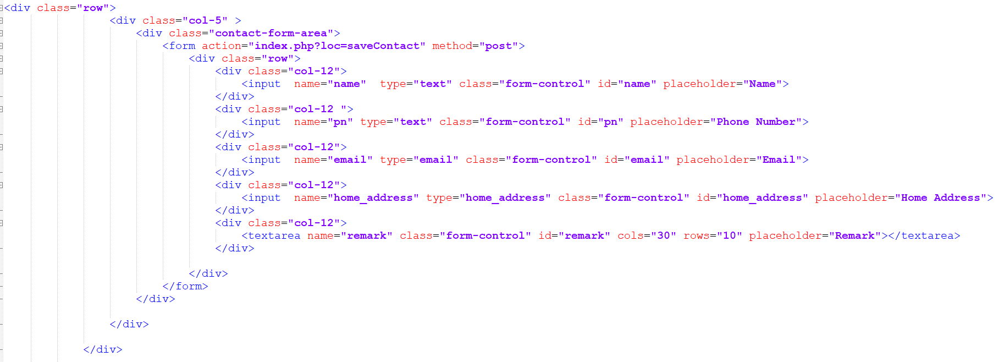 <div class="row">
<div class="col-5" >
<div class="contact-form-area">
<form action="index.php?loc=saveContact" method="post">
<div class="row">
<div class="col-12">
<input  name="name"  type="text" class="form-control" id="name" placeholder="Name">
</div>
<div class="col-12 ">
<input  name="pn" type="text" class="form-control" id="pn" placeholder="Phone Number">
</div>
<div class="col-12">
<input  name="email" type="email" class="form-control" id="email" placeholder="Email">
</div>
<div class="col-12">
<input  name="home_address" type="home_address" class="form-control" id="home_address" placeholder="Home Address">
</div>
<div class="col-12">
<textarea name="remark" class="form-control" id="remark" cols="30" rows="10" placeholder="Remark"></textarea>
</div>
</div>
</form>
</div>
</div>
</div>